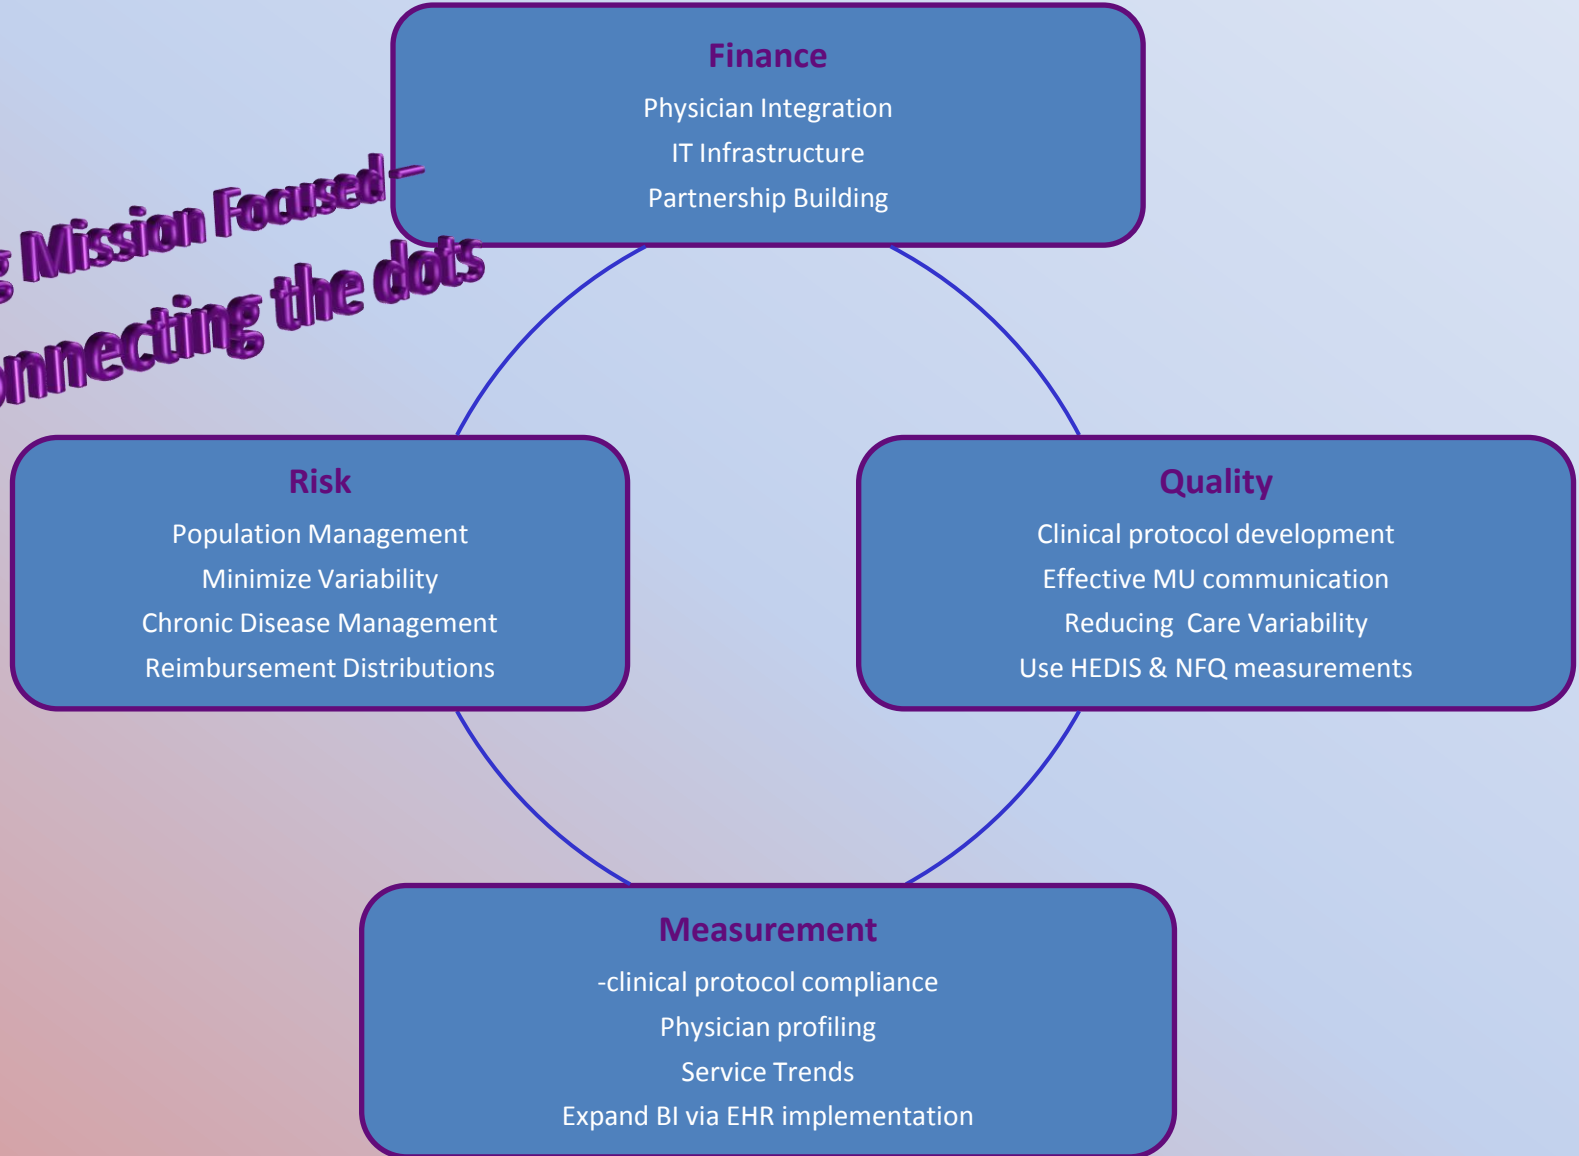 Finance
Physician Integration
IT Infrastructure
Partnership Building
Mission Focused–
connecting the dots
Risk
Population Management
Minimize Variability
Chronic Disease Management
Reimbursement Distributions
Quality
Clinical protocol development
Effective MU communication
Reducing  Care Variability
Use HEDIS & NFQ measurements
Measurement
-clinical protocol compliance
Physician profiling
Service Trends
Expand BI via EHR implementation